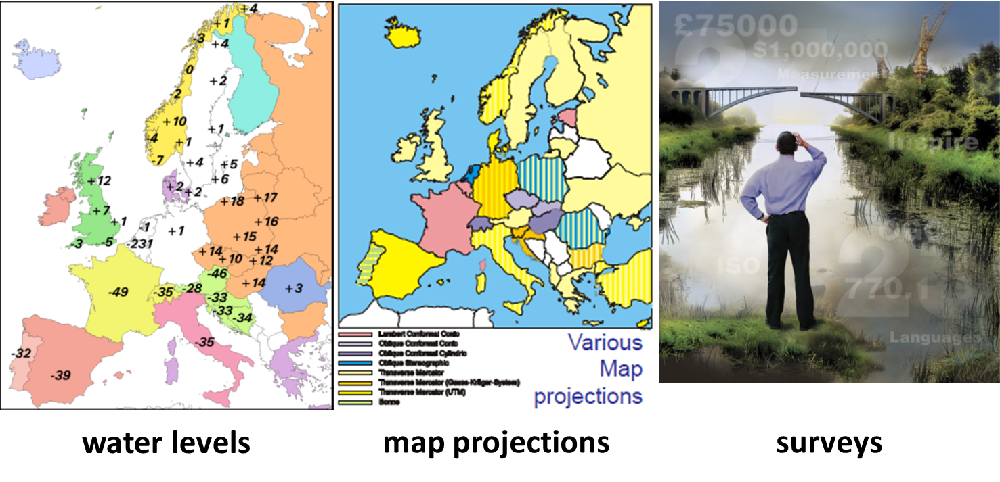 +4
+1
-3
+4
0
+2
-2
+10
+1
-4
+1
-7
+4
+5
+2
+6
+2
+12
+18
+17
+7
+1
+16
-1
+1
-3
-5
-231
+15
+14
+14
+10
+12
-46
+14
+3
-49
-35
-28
-33
-33
-34
-35
-32
-39
Lambert Conformal Conic
Oblique Conformal Conic
Oblique Conformal Cylindric
Oblique Stereographic
Transverse Mercator
Transverse Mercator (Gauss-Krüger-System)
Transverse Mercator (UTM)
Bonne
Various
Map
projections
£75000
$1,000,000
Measurement
Inspire
ISO
770.1
Languages
water levels
map projections
surveys